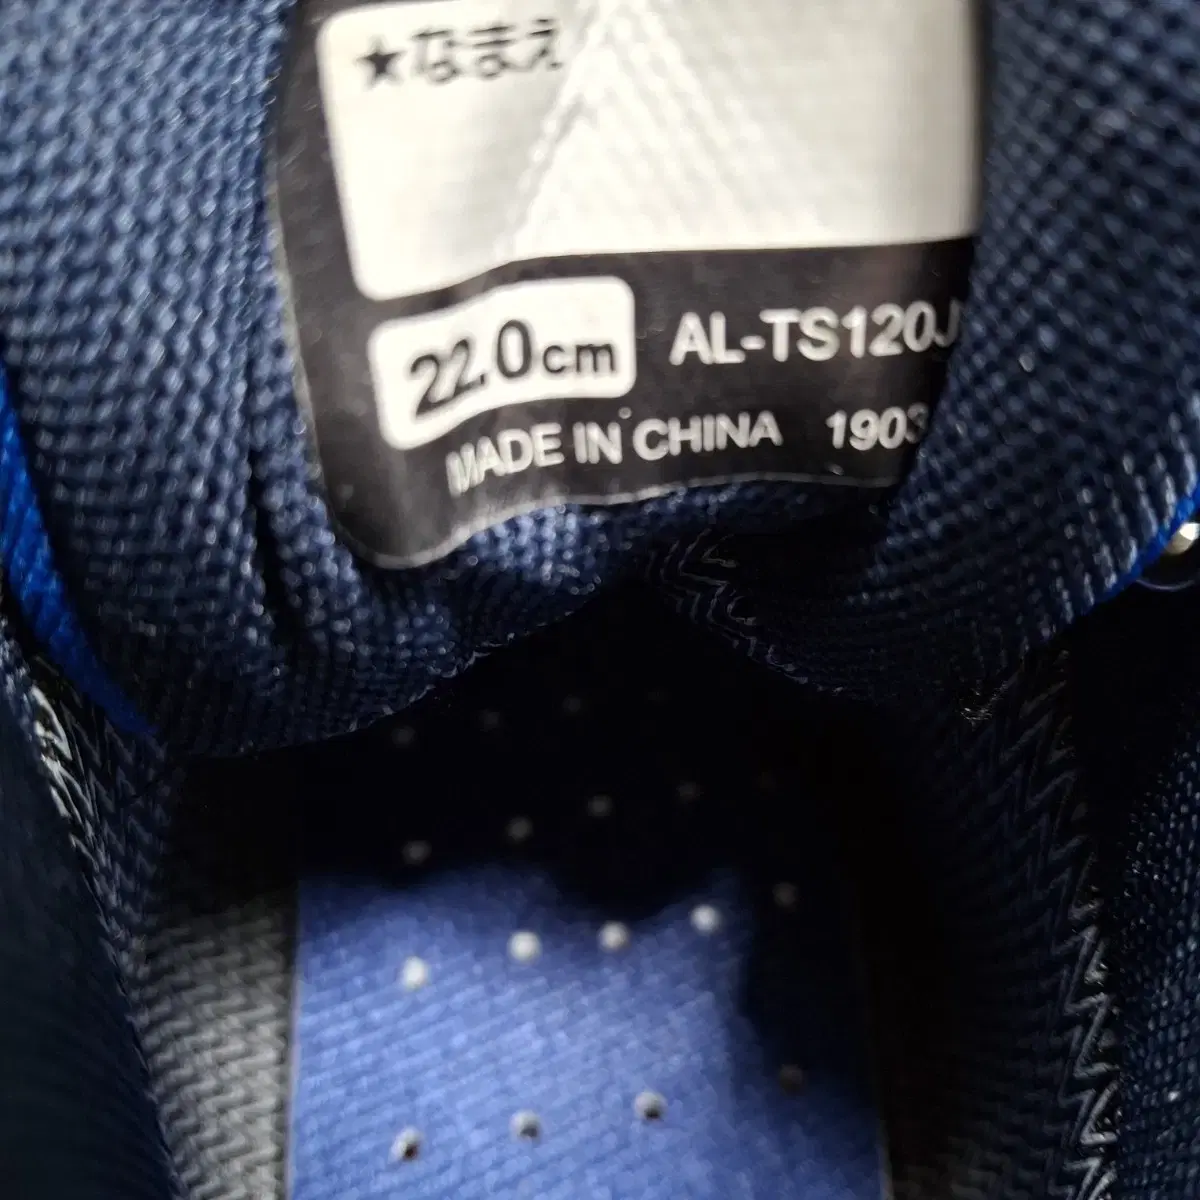 ★なまえ
22.0cm AL-TS120J
MADE IN CHINA 1903